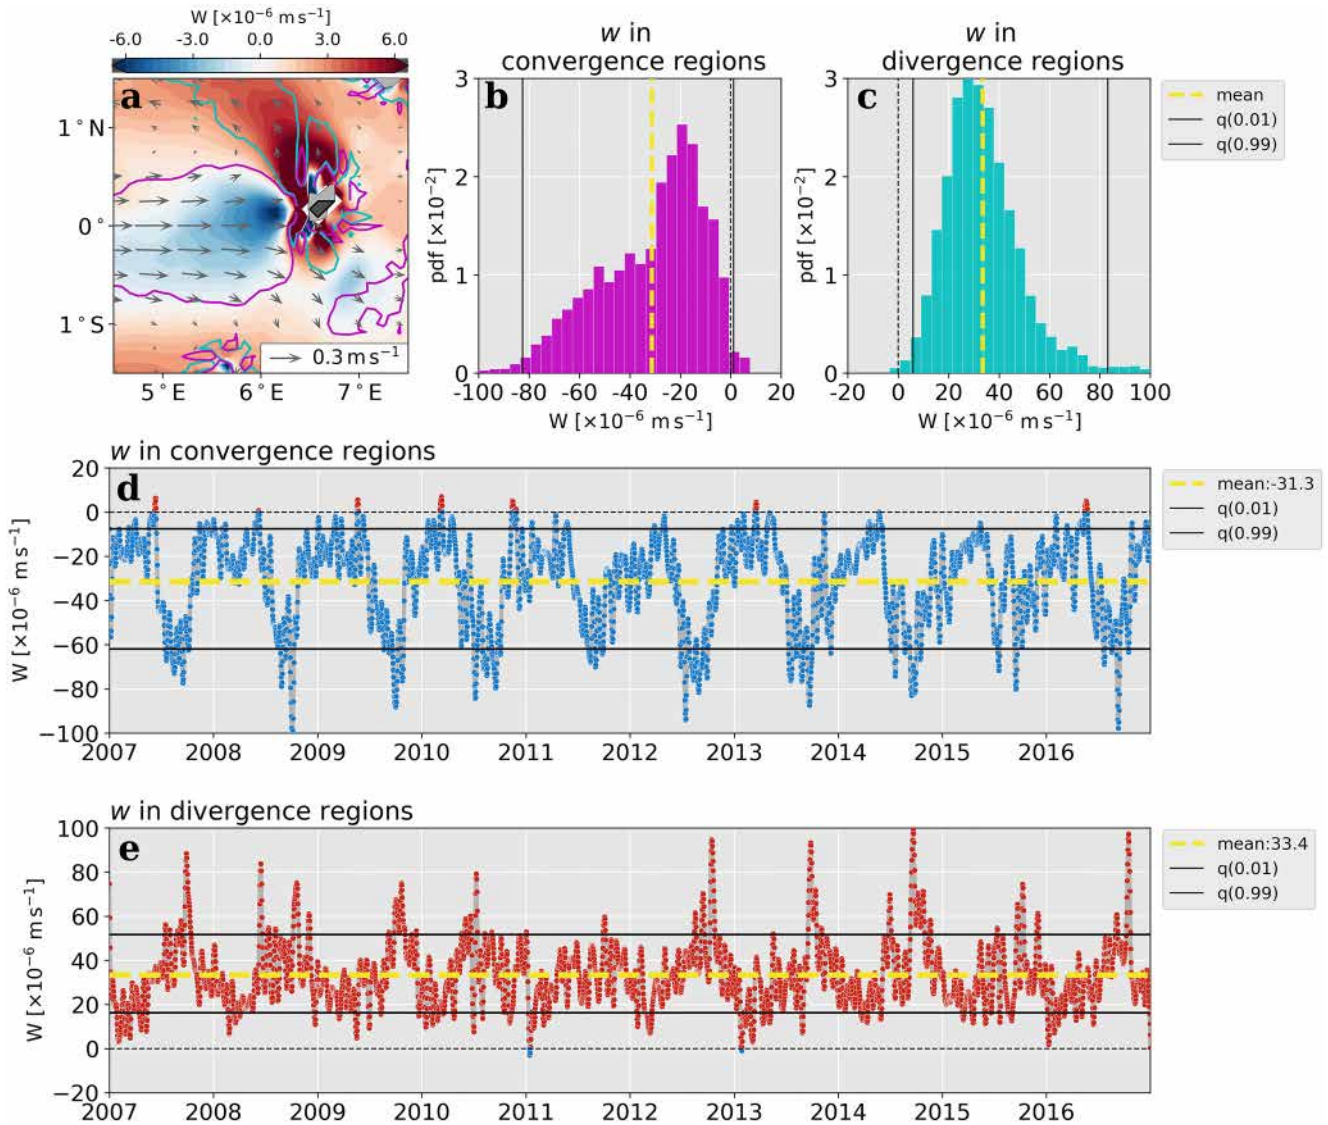 W [×10⁻⁶ m s⁻¹]
-6.0 -3.0 0.0 3.0 6.0
a
1°N
0°
1°S
0.3 m s⁻¹
5°E 6°E 7°E
w in
convergence regions
b
pdf [×10⁻²]
3
2
1
0
-100 -80 -60 -40 -20 0 20
W [×10⁻⁶ m s⁻¹]
w in
divergence regions
c
pdf [×10⁻²]
3
2
1
0
-20 0 20 40 60 80 100
W [×10⁻⁶ m s⁻¹]
mean
q(0.01)
q(0.99)
w in convergence regions
d
W [×10⁻⁶ m s⁻¹]
20
0
−20
−40
−60
−80
−100
2007 2008 2009 2010 2011 2012 2013 2014 2015 2016
mean:-31.3
q(0.01)
q(0.99)
w in divergence regions
e
W [×10⁻⁶ m s⁻¹]
100
80
60
40
20
0
−20
2007 2008 2009 2010 2011 2012 2013 2014 2015 2016
mean:33.4
q(0.01)
q(0.99)